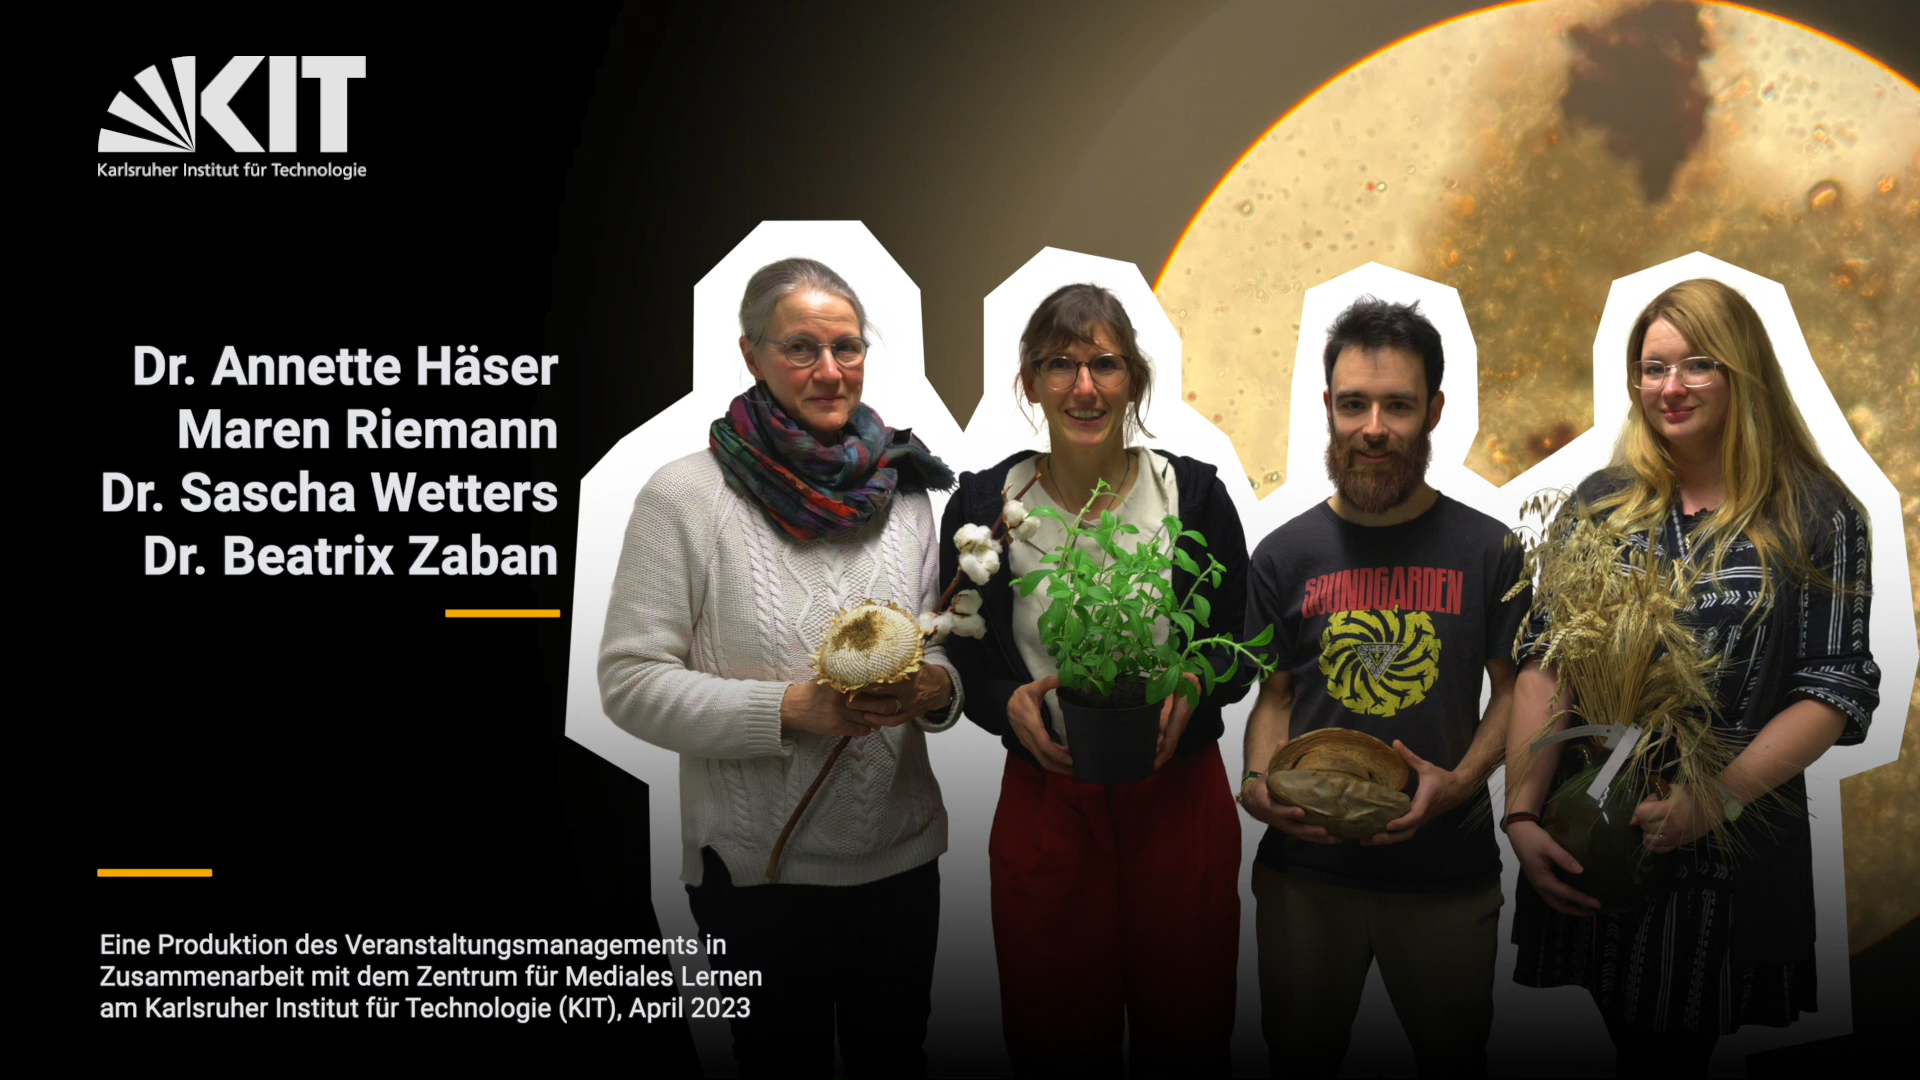 KIT
Karlsruher Institut für Technologie
Dr. Annette Häser
Maren Riemann
Dr. Sascha Wetters
Dr. Beatrix Zaban
SOUNDGARDEN
Eine Produktion des Veranstaltungsmanagements in
Zusammenarbeit mit dem Zentrum für Mediales Lernen
am Karlsruher Institut für Technologie (KIT), April 2023